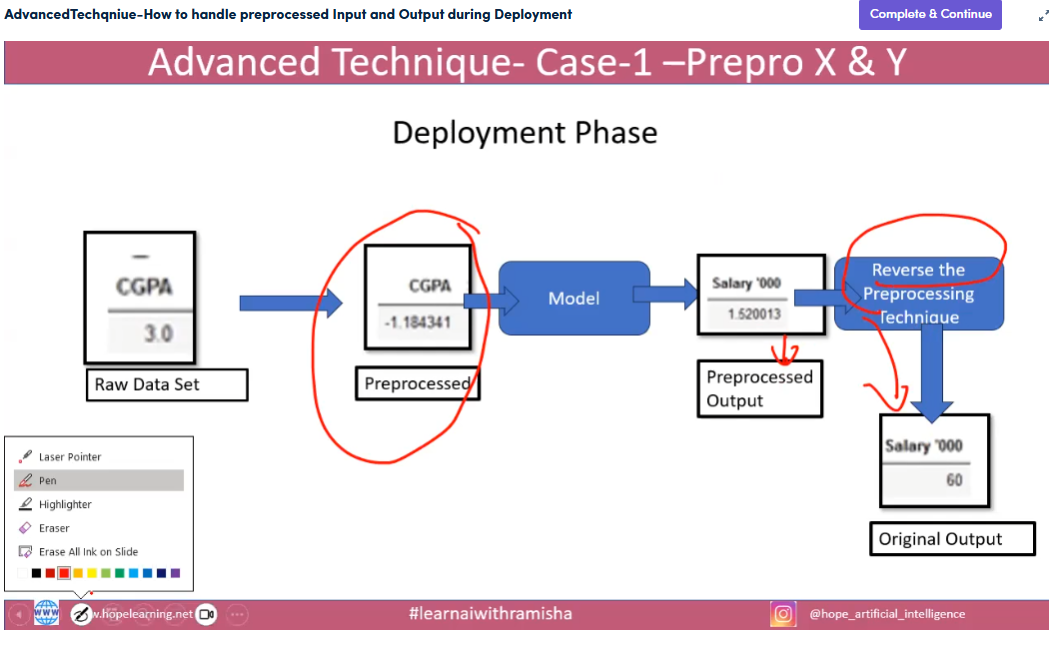 AdvancedTechqniue-How to handle preprocessed Input and Output during Deployment
Complete & Continue
Advanced Technique- Case-1 –Prepro X & Y
Deployment Phase
CGPA
3.0
Raw Data Set
CGPA
-1.184341
Preprocessed
Model
Salary '000
1.520013
Preprocessed
Output
Reverse the
Preprocessing
Technique
Salary '000
60
Original Output
Laser Pointer
Pen
Highlighter
Eraser
Erase All Ink on Slide
WWW
w.hopelearning.net
#learnaiwithramisha
@hope_artificial_intelligence